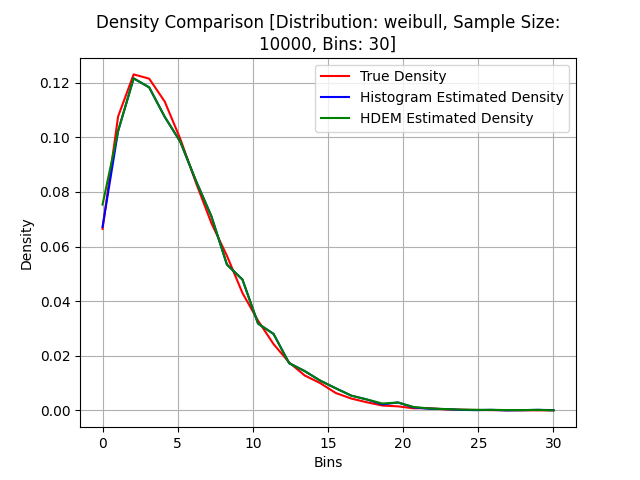 Density Comparison [Distribution: weibull, Sample Size:
10000, Bins: 30]
True Density
Histogram Estimated Density
HDEM Estimated Density
Density
0.12
0.10
0.08
0.06
0.04
0.02
0.00
0 5 10 15 20 25 30
Bins